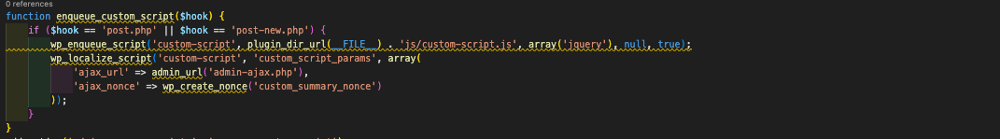 0 references
function enqueue_custom_script($hook) {
    if ($hook == 'post.php' || $hook == 'post-new.php') {
        wp_enqueue_script('custom-script', plugin_dir_url(__FILE__) . 'js/custom-script.js', array('jquery'), null, true);
        wp_localize_script('custom-script', 'custom_script_params', array(
            'ajax_url' => admin_url('admin-ajax.php'),
            'ajax_nonce' => wp_create_nonce('custom_summary_nonce')
        ));
    }
}